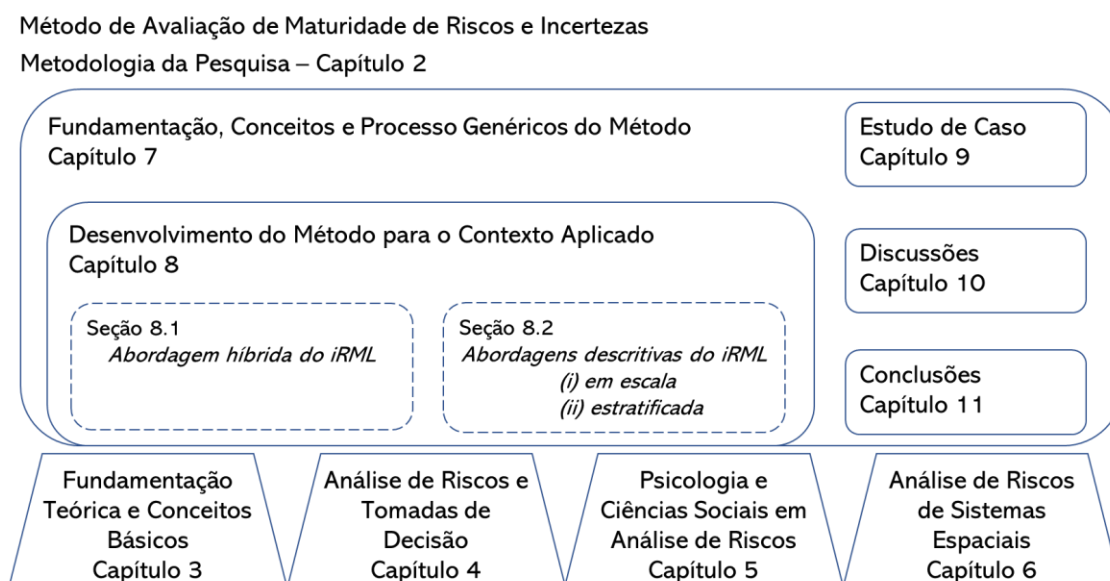 Método de Avaliação de Maturidade de Riscos e Incertezas
Metodologia da Pesquisa – Capítulo 2
Fundamentação, Conceitos e Processo Genéricos do Método
Capítulo 7
Estudo de Caso
Capítulo 9
Desenvolvimento do Método para o Contexto Aplicado
Capítulo 8
Discussões
Capítulo 10
Seção 8.1
Abordagem híbrida do iRML
Seção 8.2
Abordagens descritivas do iRML
(i) em escala
(ii) estratificada
Conclusões
Capítulo 11
Fundamentação
Teórica e Conceitos
Básicos
Capítulo 3
Análise de Riscos e
Tomadas de
Decisão
Capítulo 4
Psicologia e
Ciências Sociais em
Análise de Riscos
Capítulo 5
Análise de Riscos
de Sistemas
Espaciais
Capítulo 6